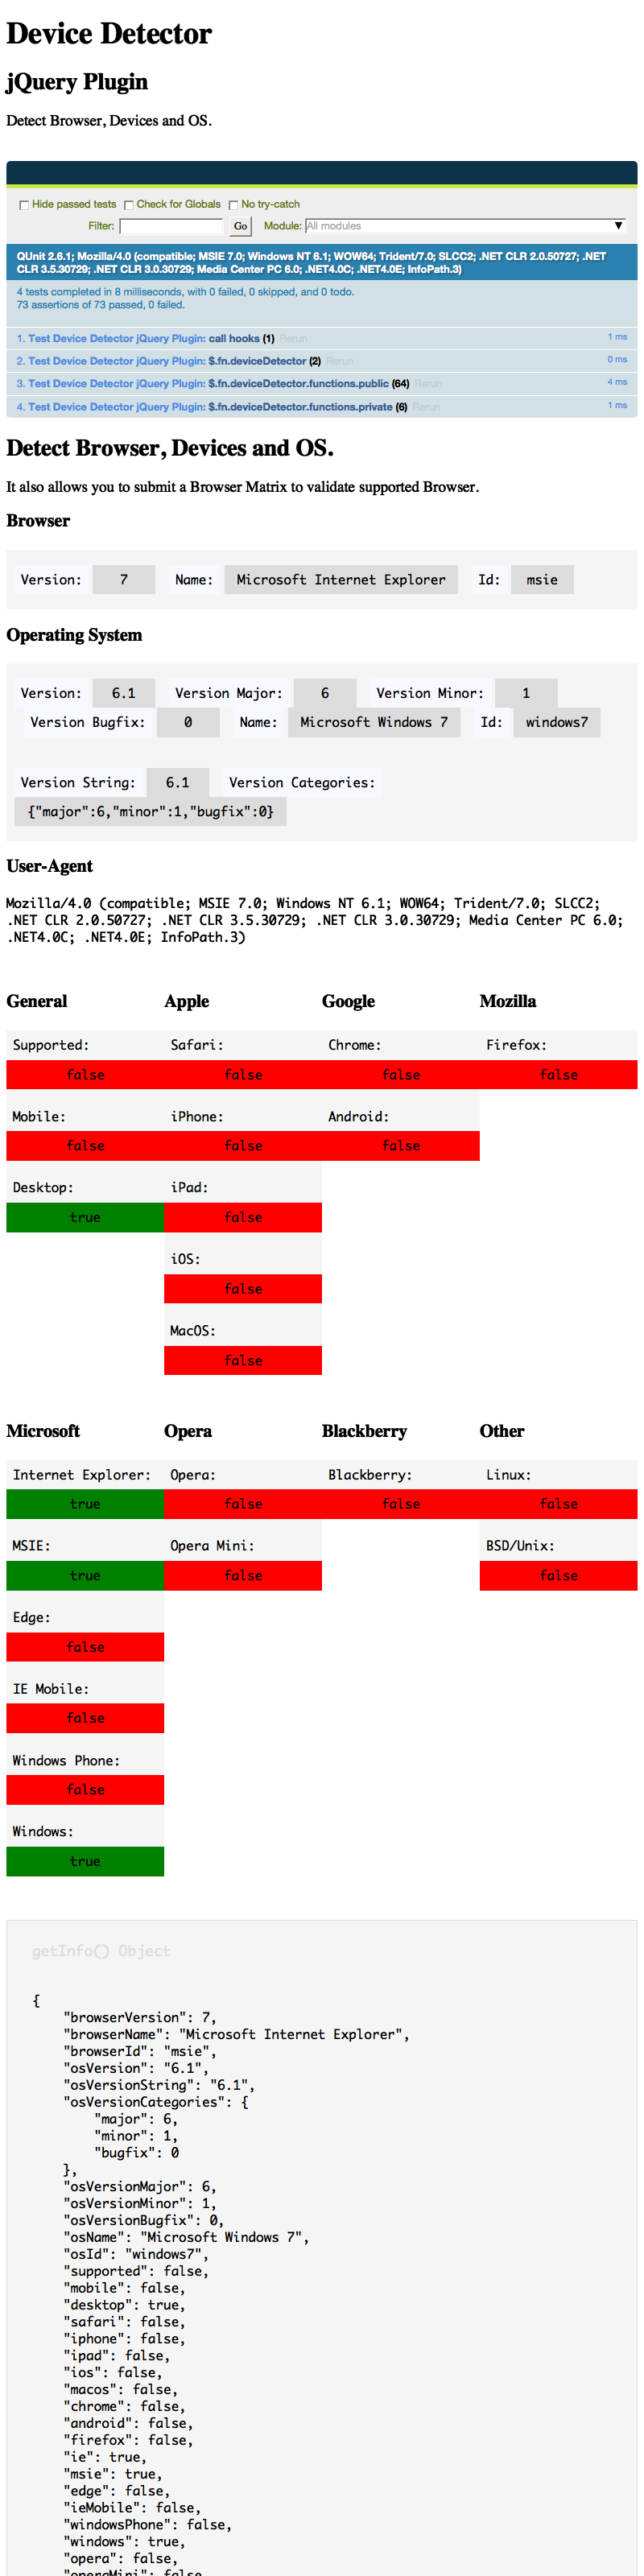 Device Detector
jQuery Plugin
Detect Browser, Devices and OS.
Hide passed tests Check for Globals No try-catch
Filter: Go Module: All modules ▼
QUnit 2.6.1; Mozilla/4.0 (compatible; MSIE 7.0; Windows NT 6.1; WOW64; Trident/7.0; SLCC2; .NET CLR 2.0.50727; .NET
CLR 3.5.30729; .NET CLR 3.0.30729; Media Center PC 6.0; .NET4.0C; .NET4.0E; InfoPath.3)
4 tests completed in 8 milliseconds, with 0 failed, 0 skipped, and 0 todo.
73 assertions of 73 passed, 0 failed.
1. Test Device Detector jQuery Plugin: call hooks (1) Rerun 1 ms
2. Test Device Detector jQuery Plugin: $.fn.deviceDetector (2) Rerun 0 ms
3. Test Device Detector jQuery Plugin: $.fn.deviceDetector.functions.public (64) Rerun 4 ms
4. Test Device Detector jQuery Plugin: $.fn.deviceDetector.functions.private (6) Rerun 1 ms
Detect Browser, Devices and OS.
It also allows you to submit a Browser Matrix to validate supported Browser.
Browser
Version: 7 Name: Microsoft Internet Explorer Id: msie
Operating System
Version: 6.1 Version Major: 6 Version Minor: 1
Version Bugfix: 0 Name: Microsoft Windows 7 Id: windows7
Version String: 6.1 Version Categories:
{"major":6,"minor":1,"bugfix":0}
User-Agent
Mozilla/4.0 (compatible; MSIE 7.0; Windows NT 6.1; WOW64; Trident/7.0; SLCC2;
.NET CLR 2.0.50727; .NET CLR 3.5.30729; .NET CLR 3.0.30729; Media Center PC 6.0;
.NET4.0C; .NET4.0E; InfoPath.3)
General Apple Google Mozilla
Supported: Safari: Chrome: Firefox:
false false false false
Mobile: iPhone: Android:
false false false
Desktop: iPad:
true false
iOS:
false
MacOS:
false
Microsoft Opera Blackberry Other
Internet Explorer: Opera: Blackberry: Linux:
true false false false
MSIE: Opera Mini: BSD/Unix:
true false false
Edge:
false
IE Mobile:
false
Windows Phone:
false
Windows:
true
getInfo() Object
{
"browserVersion": 7,
"browserName": "Microsoft Internet Explorer",
"browserId": "msie",
"osVersion": "6.1",
"osVersionString": "6.1",
"osVersionCategories": {
"major": 6,
"minor": 1,
"bugfix": 0
},
"osVersionMajor": 6,
"osVersionMinor": 1,
"osVersionBugfix": 0,
"osName": "Microsoft Windows 7",
"osId": "windows7",
"supported": false,
"mobile": false,
"desktop": true,
"safari": false,
"iphone": false,
"ipad": false,
"ios": false,
"macos": false,
"chrome": false,
"android": false,
"firefox": false,
"ie": true,
"msie": true,
"edge": false,
"ieMobile": false,
"windowsPhone": false,
"windows": true,
"opera": false,
"operaMini": false,